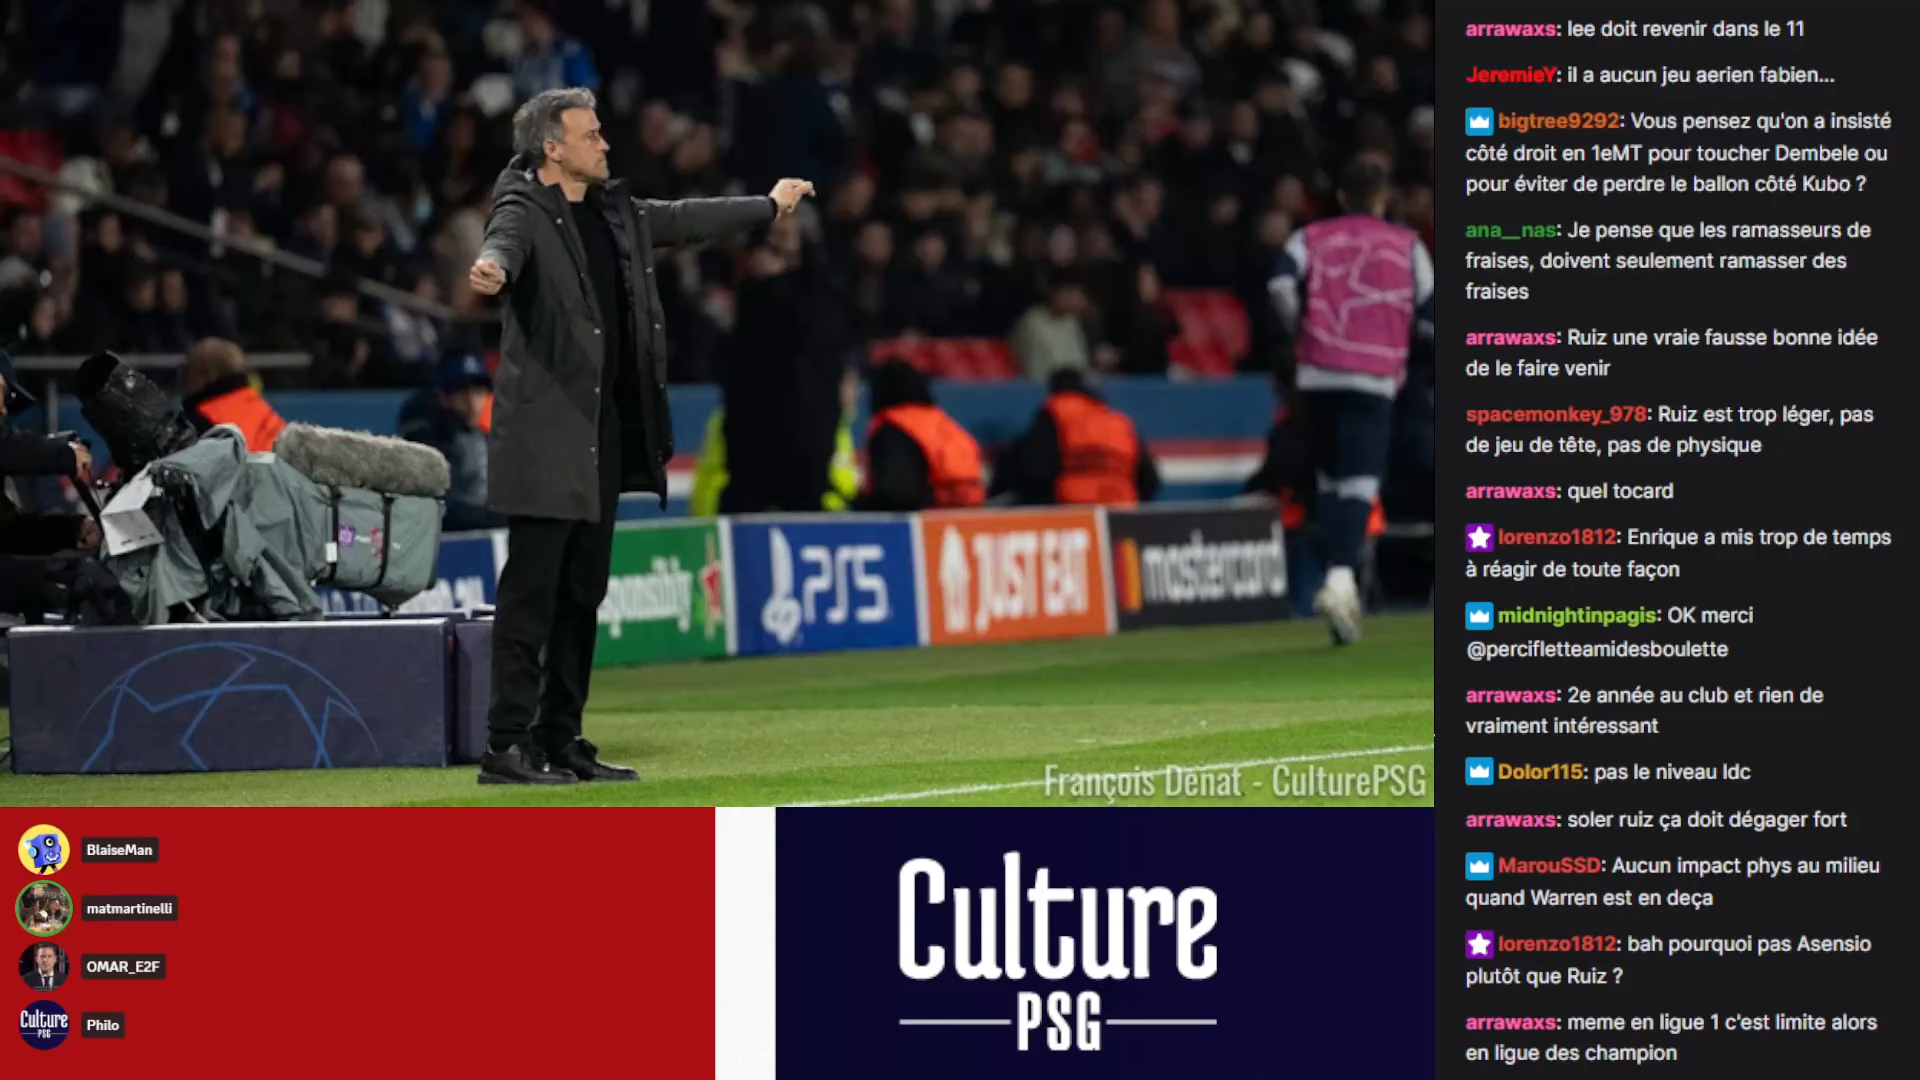 responsibly
PS5
JUST EAT
mastercard
François Dénat - CulturePSG
BlaiseMan
matmartinelli
OMAR_E2F
Culture
PSG
Philo
Culture
PSG
arrawaxs: lee doit revenir dans le 11
JeremieY: il a aucun jeu aerien fabien...
bigtree9292: Vous pensez qu'on a insisté
côté droit en 1eMT pour toucher Dembele ou
pour éviter de perdre le ballon côté Kubo ?
ana__nas: Je pense que les ramasseurs de
fraises, doivent seulement ramasser des
fraises
arrawaxs: Ruiz une vraie fausse bonne idée
de le faire venir
spacemonkey_978: Ruiz est trop léger, pas
de jeu de tête, pas de physique
arrawaxs: quel tocard
lorenzo1812: Enrique a mis trop de temps
à réagir de toute façon
midnightinpagis: OK merci
@percifletteamidesboulette
arrawaxs: 2e année au club et rien de
vraiment intéressant
Dolor115: pas le niveau ldc
arrawaxs: soler ruiz ça doit dégager fort
MarouSSD: Aucun impact phys au milieu
quand Warren est en deça
lorenzo1812: bah pourquoi pas Asensio
plutôt que Ruiz ?
arrawaxs: meme en ligue 1 c'est limite alors
en ligue des champion